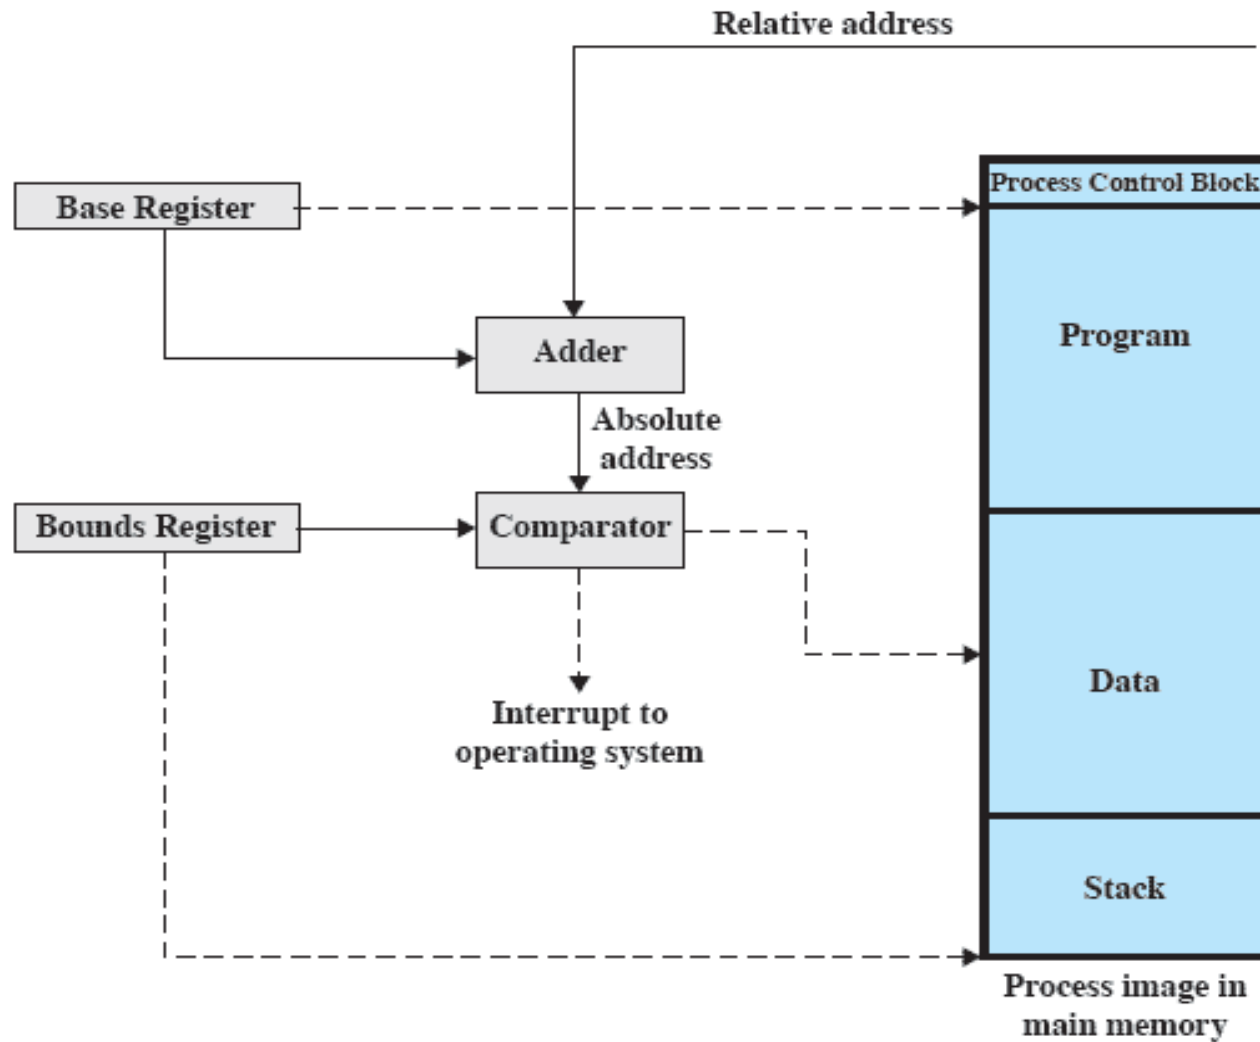 Relative address
Process Control Block
Base Register
Program
Adder
Absolute
address
Bounds Register
Comparator
Data
Interrupt to
operating system
Stack
Process image in
main memory